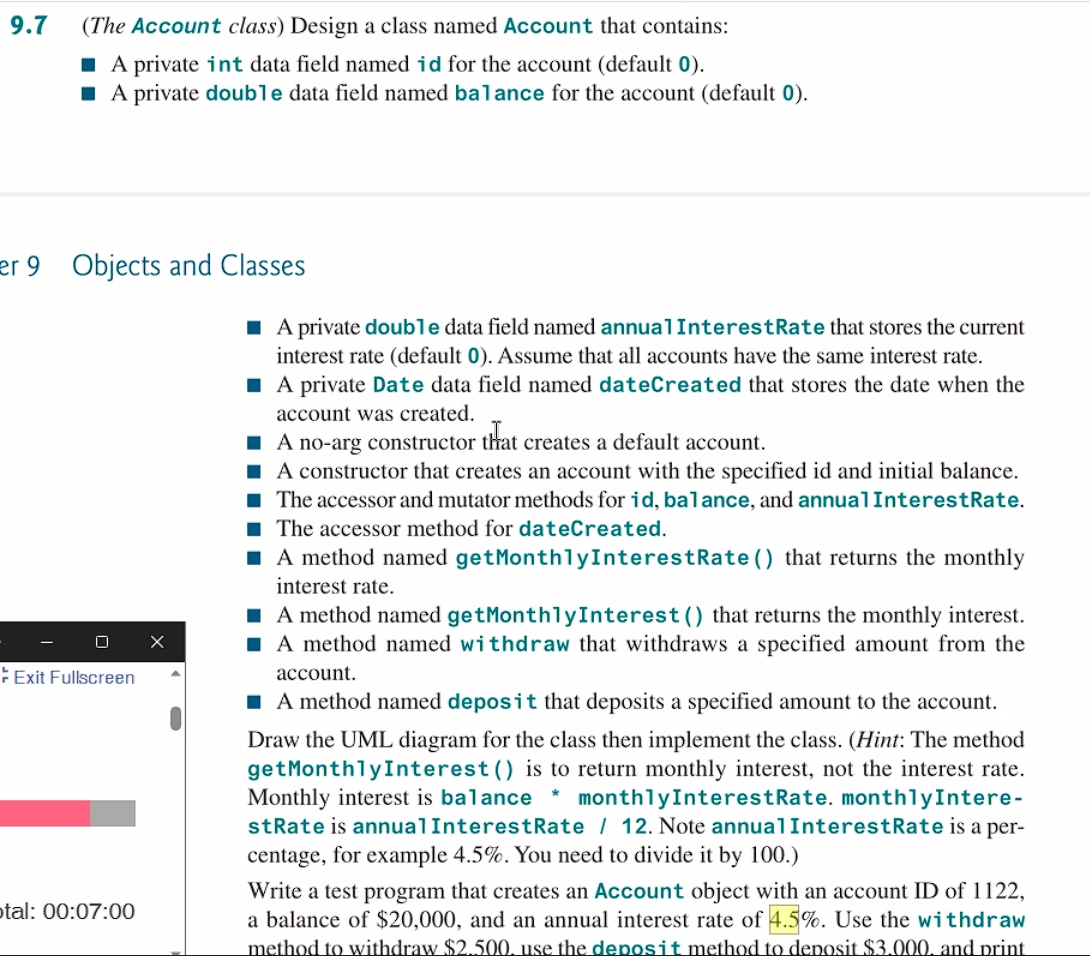 9.7 (The Account class) Design a class named Account that contains:
■ A private int data field named id for the account (default 0).
■ A private double data field named balance for the account (default 0).
er 9 Objects and Classes
■ A private double data field named annualInterestRate that stores the current
interest rate (default 0). Assume that all accounts have the same interest rate.
■ A private Date data field named dateCreated that stores the date when the
account was created.
■ A no-arg constructor that creates a default account.
■ A constructor that creates an account with the specified id and initial balance.
■ The accessor and mutator methods for id, balance, and annualInterestRate.
■ The accessor method for dateCreated.
■ A method named getMonthlyInterestRate() that returns the monthly
interest rate.
■ A method named getMonthlyInterest() that returns the monthly interest.
■ A method named withdraw that withdraws a specified amount from the
account.
■ A method named deposit that deposits a specified amount to the account.
Draw the UML diagram for the class then implement the class. (Hint: The method
getMonthlyInterest() is to return monthly interest, not the interest rate.
Monthly interest is balance * monthlyInterestRate. monthlyIntere-
stRate is annualInterestRate / 12. Note annualInterestRate is a per-
centage, for example 4.5%. You need to divide it by 100.)
Write a test program that creates an Account object with an account ID of 1122,
a balance of $20,000, and an annual interest rate of 4.5%. Use the withdraw
method to withdraw $2,500, use the deposit method to deposit $3,000, and print
Exit Fullscreen
otal: 00:07:00